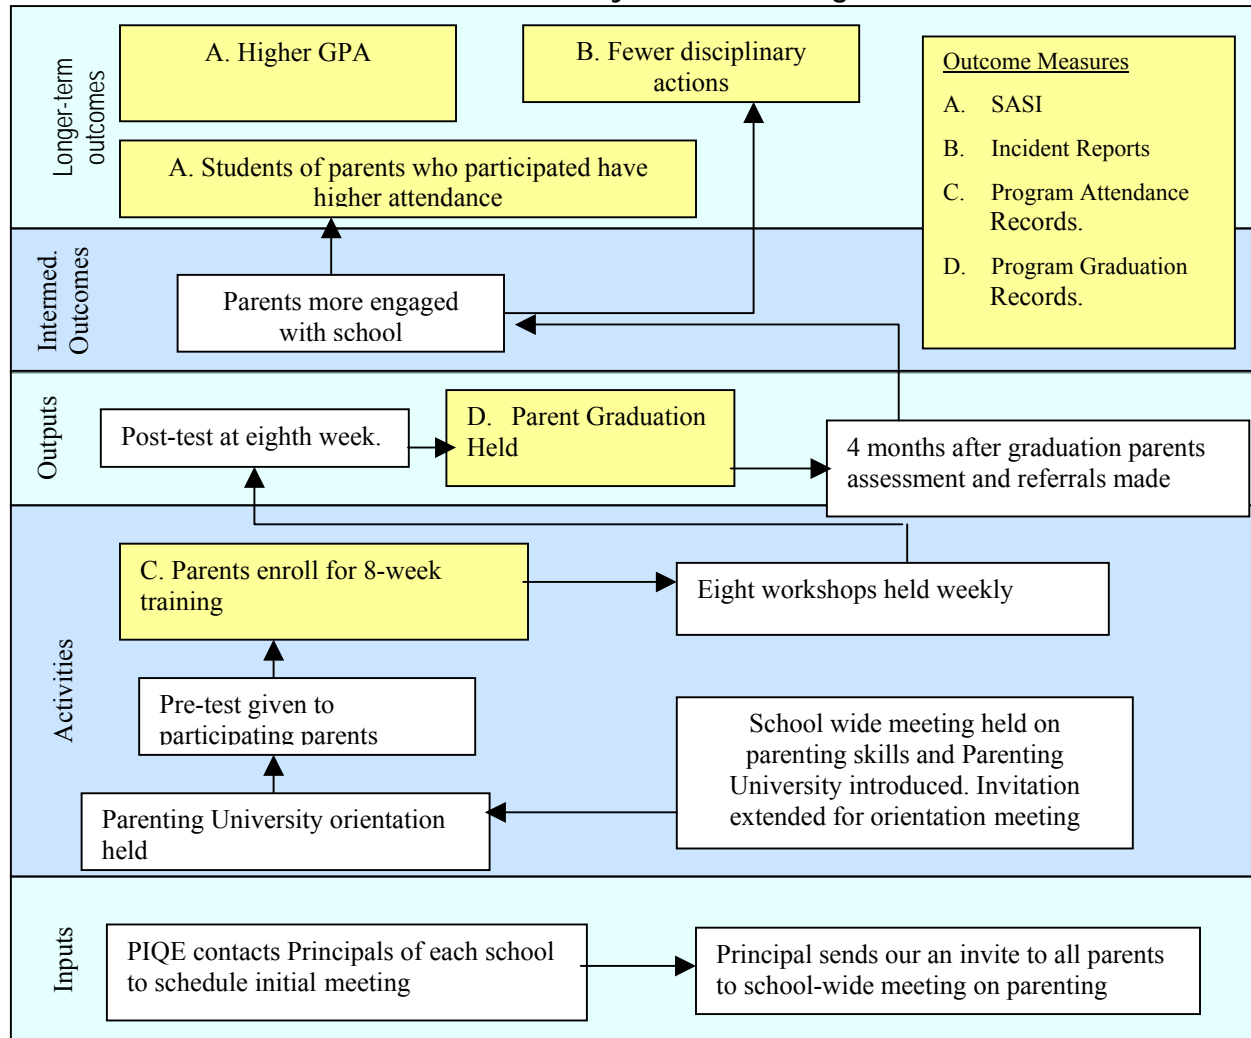 Longer-term
outcomes
A. Higher GPA
B. Fewer disciplinary
actions
A. Students of parents who participated have
higher attendance
Outcome Measures
A. SASI
B. Incident Reports
C. Program Attendance
Records.
D. Program Graduation
Records.
Intermed.
Outcomes
Parents more engaged
with school
Outputs
Post-test at eighth week.
D. Parent Graduation
Held
4 months after graduation parents
assessment and referrals made
Activities
C. Parents enroll for 8-week
training
Eight workshops held weekly
Pre-test given to
participating parents
School wide meeting held on
parenting skills and Parenting
University introduced. Invitation
extended for orientation meeting
Parenting University orientation
held
Inputs
PIQE contacts Principals of each school
to schedule initial meeting
Principal sends our an invite to all parents
to school-wide meeting on parenting